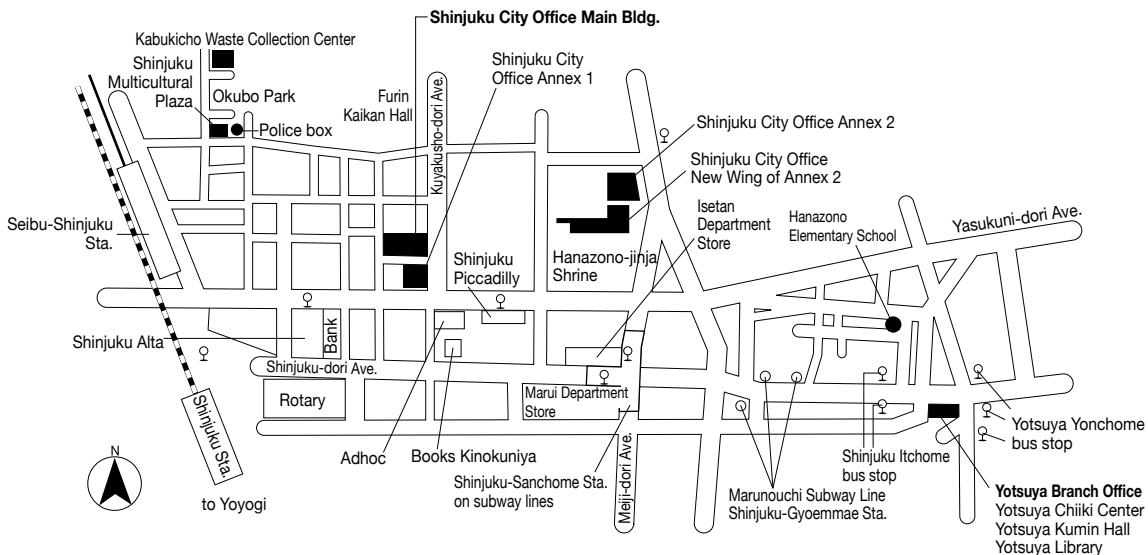 Shinjuku City Office Main Bldg.
Kabukicho Waste Collection Center
Shinjuku
Multicultural
Plaza
Okubo Park
Police box
Furin
Kaikan Hall
Kuyakusho-dori Ave.
Shinjuku City
Office Annex 1
Shinjuku City Office Annex 2
Shinjuku City Office
New Wing of Annex 2
Isetan
Department
Store
Hanazono
Elementary School
Yasukuni-dori Ave.
Seibu-Shinjuku
Sta.
Shinjuku
Piccadilly
Hanazono-jinja
Shrine
Shinjuku Alta
Bank
Shinjuku-dori Ave.
Rotary
Marui Department
Store
Shinjuku Sta.
Adhoc
Books Kinokuniya
Shinjuku-Sanchome Sta.
on subway lines
Meiji-dori Ave.
Marunouchi Subway Line
Shinjuku-Gyoemmae Sta.
Shinjuku Itchome
bus stop
Yotsuya Yonchome
bus stop
N
to Yoyogi
Yotsuya Branch Office
Yotsuya Chiiki Center
Yotsuya Kumin Hall
Yotsuya Library